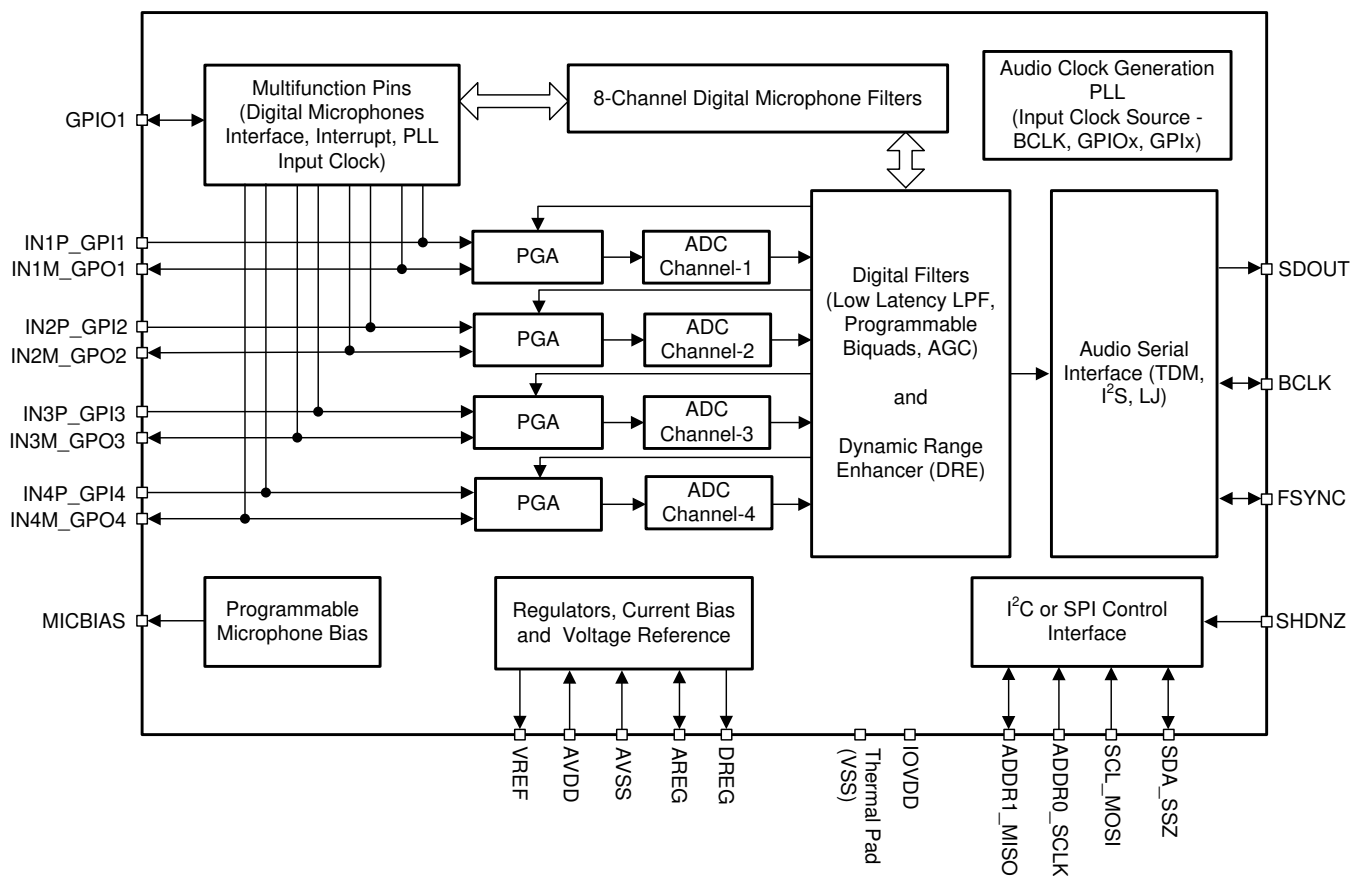 Multifunction Pins
(Digital Microphones
Interface, Interrupt, PLL
Input Clock)
8-Channel Digital Microphone Filters
Audio Clock Generation
PLL
(Input Clock Source -
BCLK, GPIOx, GPIx)
GPIO1
IN1P_GPI1
IN1M_GPO1
IN2P_GPI2
IN2M_GPO2
IN3P_GPI3
IN3M_GPO3
IN4P_GPI4
IN4M_GPO4
PGA
ADC
Channel-1
PGA
ADC
Channel-2
PGA
ADC
Channel-3
PGA
ADC
Channel-4
Digital Filters
(Low Latency LPF,
Programmable
Biquads, AGC)
and
Dynamic Range
Enhancer (DRE)
Audio Serial
Interface (TDM,
I²S, LJ)
SDOUT
BCLK
FSYNC
MICBIAS
Programmable
Microphone Bias
Regulators, Current Bias
and Voltage Reference
I²C or SPI Control
Interface
SHDNZ
VREF
AVDD
AVSS
AREG
DREG
Thermal Pad
(VSS)
IOVDD
ADDR1_MISO
ADDR0_SCLK
SCL_MOSI
SDA_SSZ